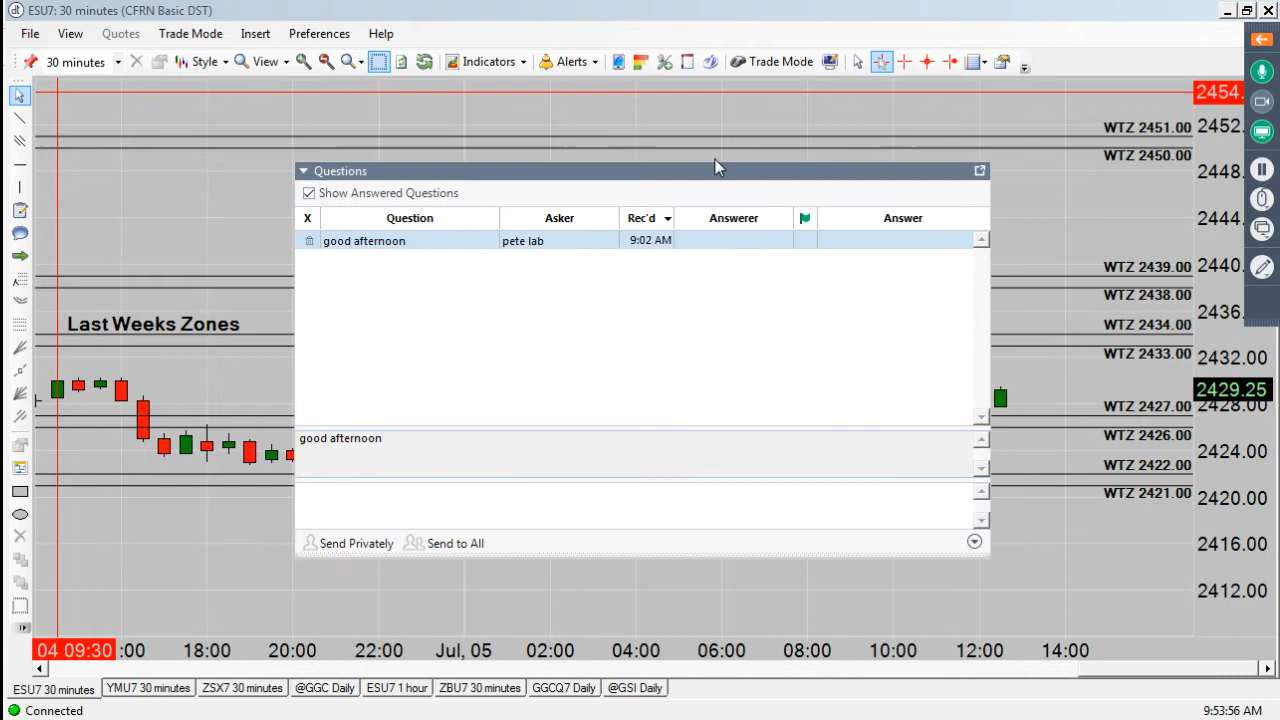 ESU7: 30 minutes (CFRN Basic DST)
File View Quotes Trade Mode Insert Preferences Help
30 minutes Style View Indicators Alerts Trade Mode
2454.
2452.
WTZ 2451.00
WTZ 2450.00
2448.
2444.
2440.
WTZ 2439.00
WTZ 2438.00
2436.
WTZ 2434.00
Last Weeks Zones
WTZ 2433.00
2432.00
2429.25
2428.00
WTZ 2427.00
WTZ 2426.00
2424.00
WTZ 2422.00
WTZ 2421.00
2420.00
2416.00
2412.00
Questions
Show Answered Questions
X Question Asker Rec'd Answerer Answer
good afternoon pete lab 9:02 AM
good afternoon
Send Privately Send to All
04 09:30 :00 18:00 20:00 22:00 Jul, 05 02:00 04:00 06:00 08:00 10:00 12:00 14:00
ESU7 30 minutes YMU7 30 minutes ZSX7 30 minutes @GGC Daily ESU7 1 hour ZBU7 30 minutes GGCQ7 Daily @GSI Daily
Connected 9:53:56 AM